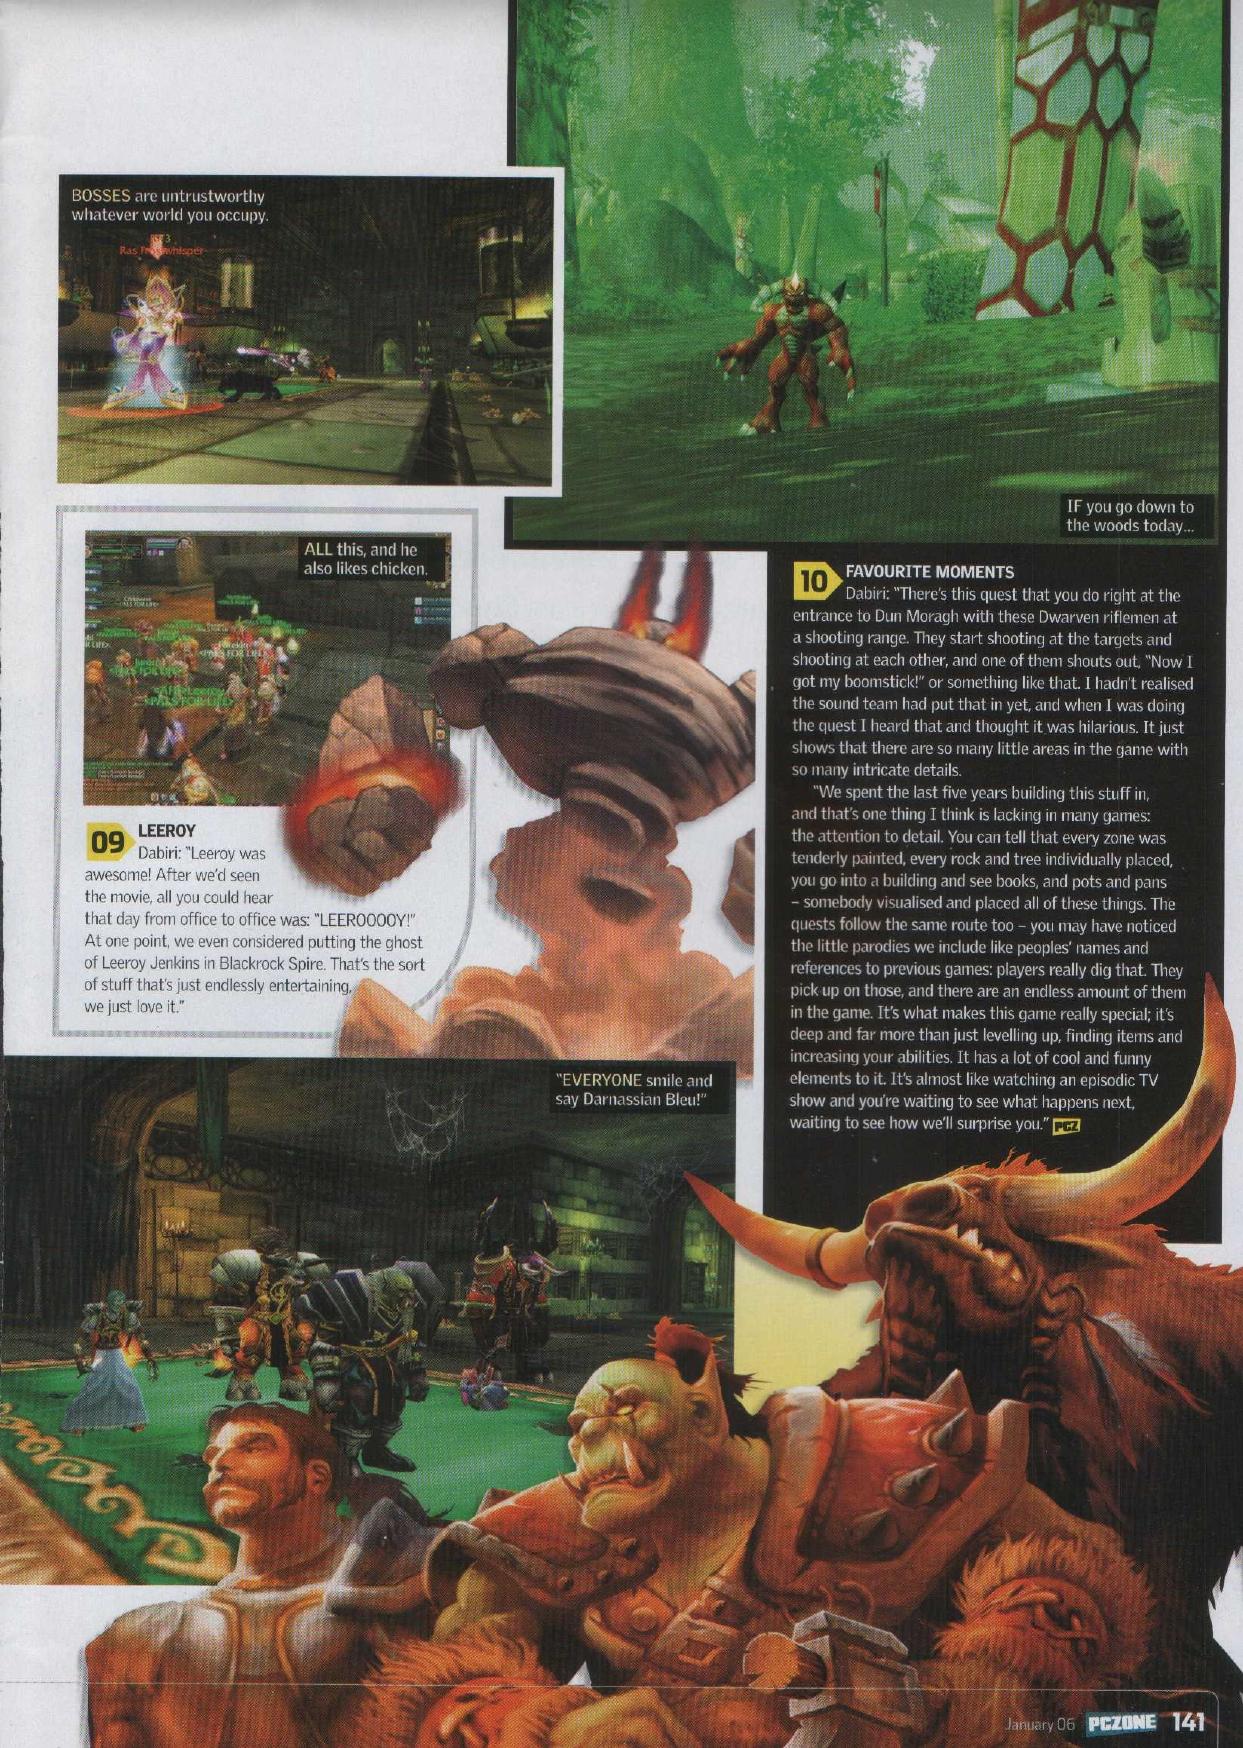 BOSSES are untrustworthy
whatever world you occupy.
IF you go down to
the woods today...
ALL this, and he
also likes chicken.
09 LEEROY
Dabiri: "Leeroy was
awesome! After we'd seen
the movie, all you could hear
that day from office to office was: "LEEROOOOY!"
At one point, we even considered putting the ghost
of Leeroy Jenkins in Blackrock Spire. That's the sort
of stuff that's just endlessly entertaining,
we just love it."
10 FAVOURITE MOMENTS
Dabiri: "There's this quest that you do right at the
entrance to Dun Moragh with these Dwarven riflemen at
a shooting range. They start shooting at the targets and
shooting at each other, and one of them shouts out, "Now I
got my boomstick!" or something like that. I hadn't realised
the sound team had put that in yet, and when I was doing
the quest I heard that and thought it was hilarious. It just
shows that there are so many little areas in the game with
so many intricate details.
"We spent the last five years building this stuff in,
and that's one thing I think is lacking in many games:
the attention to detail. You can tell that every zone was
tenderly painted, every rock and tree individually placed,
you go into a building and see books, and pots and pans
– somebody visualised and placed all of these things. The
quests follow the same route too – you may have noticed
the little parodies we include like peoples' names and
references to previous games: players really dig that. They
pick up on those, and there are an endless amount of them
in the game. It's what makes this game really special; it's
deep and far more than just levelling up, finding items and
increasing your abilities. It has a lot of cool and funny
elements to it. It's almost like watching an episodic TV
show and you're waiting to see what happens next,
waiting to see how we'll surprise you." PCZ
"EVERYONE smile and
say Darnassian Bleu!"
January 06 PCZONE 141